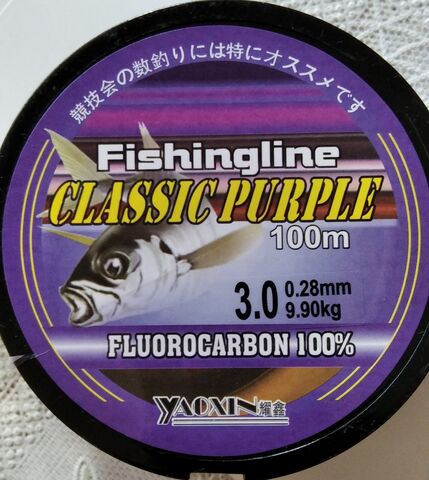 競技会の数釣りには特にオススメです
Fishingline
CLASSIC PURPLE
100m
3.0 0.28mm
9.90kg
FLUOROCARBON 100%
YAOXIN 耀鑫